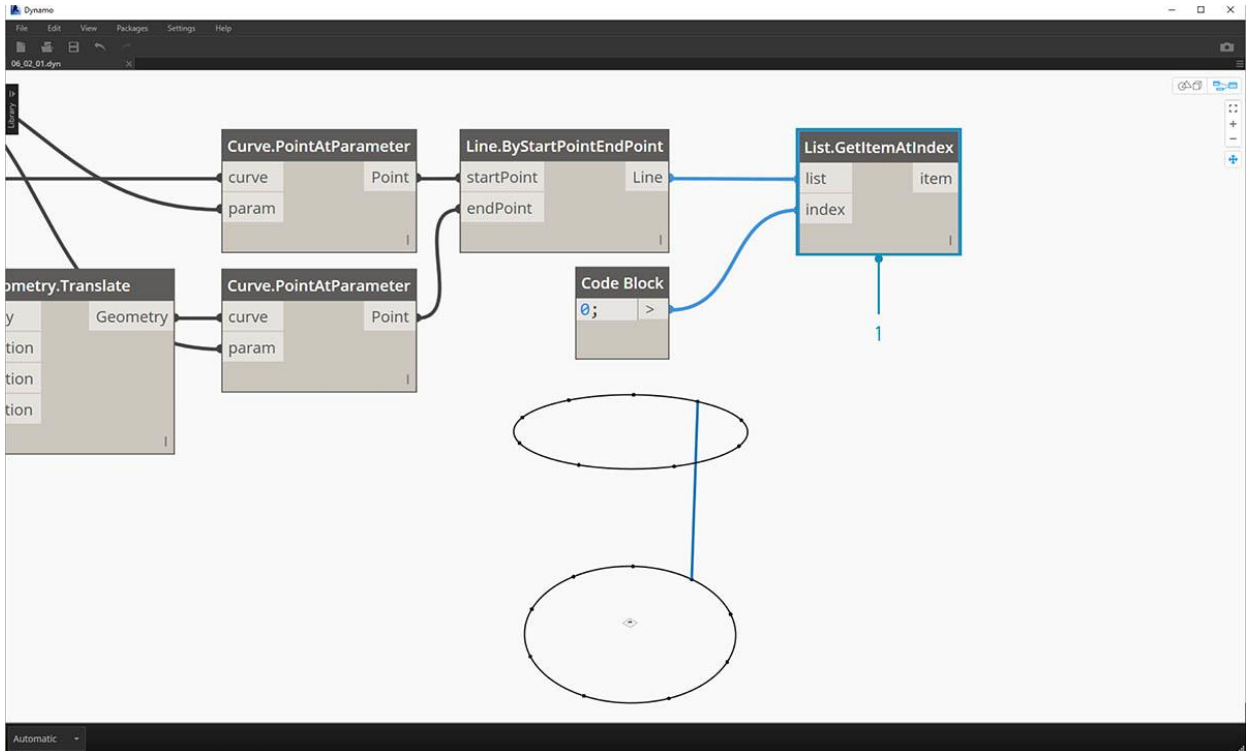 Dynamo
File Edit View Packages Settings Help
06_02_01.dyn
Library
Curve.PointAtParameter
curve Point
param
Line.ByStartPointEndPoint
startPoint Line
endPoint
List.GetItemAtIndex
list item
index
ometry.Translate
y Geometry
tion
tion
tion
Curve.PointAtParameter
curve Point
param
Code Block
0; >
1
Automatic